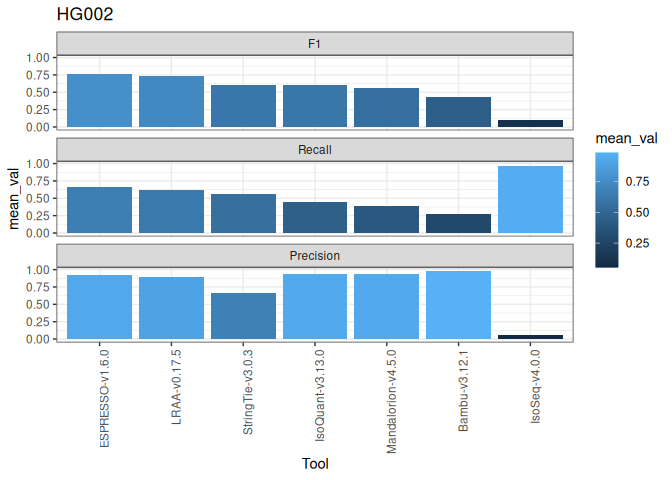 HG002
F1
1.00
0.75
0.50
0.25
0.00
Recall
1.00
0.75
0.50
0.25
0.00
Precision
1.00
0.75
0.50
0.25
0.00
mean_val
ESPRESSO-v1.6.0
LRAA-v0.17.5
StringTie-v3.0.3
IsoQuant-v3.13.0
Mandalorion-v4.5.0
Bambu-v3.12.1
IsoSeq-v4.0.0
Tool
mean_val
0.75
0.50
0.25